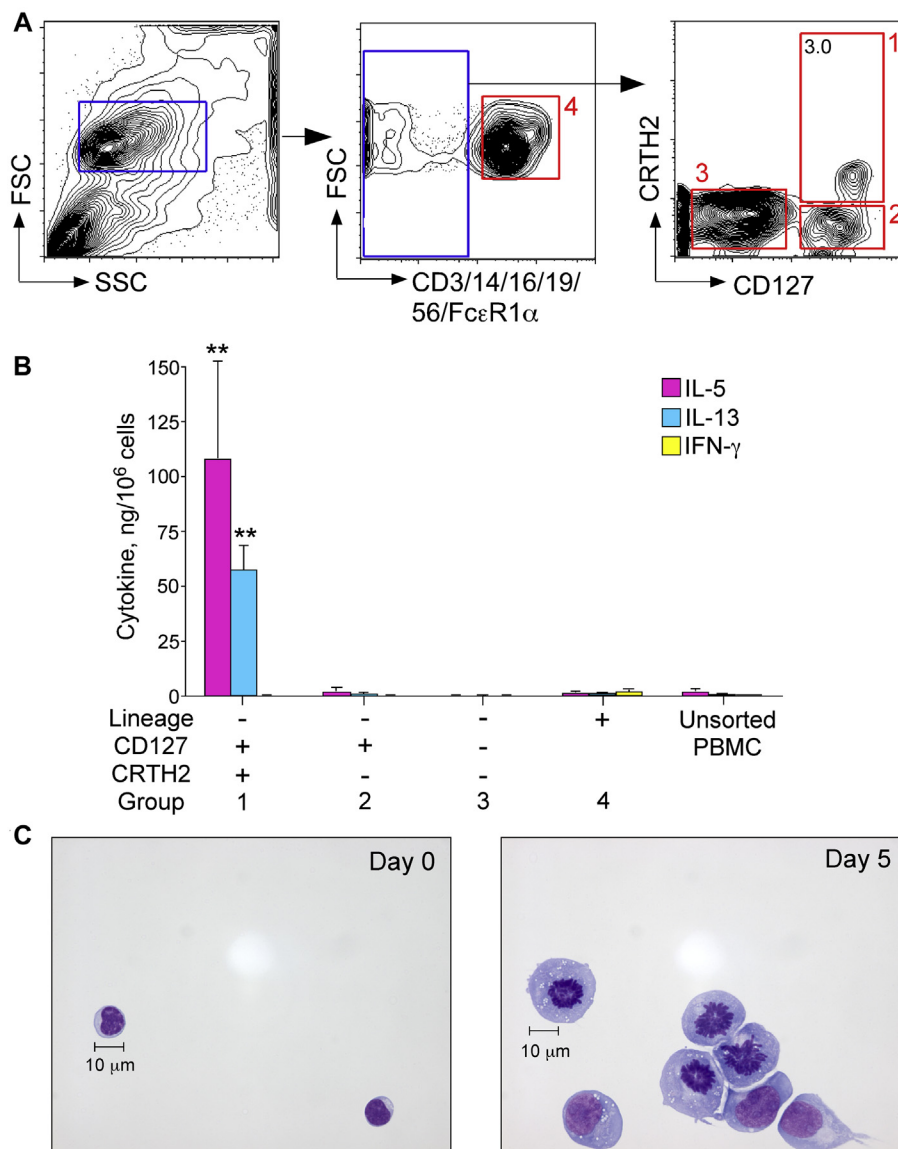 A
FSC
SSC
FSC
4
CD3/14/16/19/
56/FcεR1α
CRTH2
3.0
1
3
2
CD127
B
Cytokine, ng/10⁶ cells
150
125
100
75
50
25
0
**
**
IL-5
IL-13
IFN-γ
Lineage - - - + Unsorted
CD127 + + - PBMC
CRTH2 + - -
Group 1 2 3 4
C
Day 0
10 μm
Day 5
10 μm